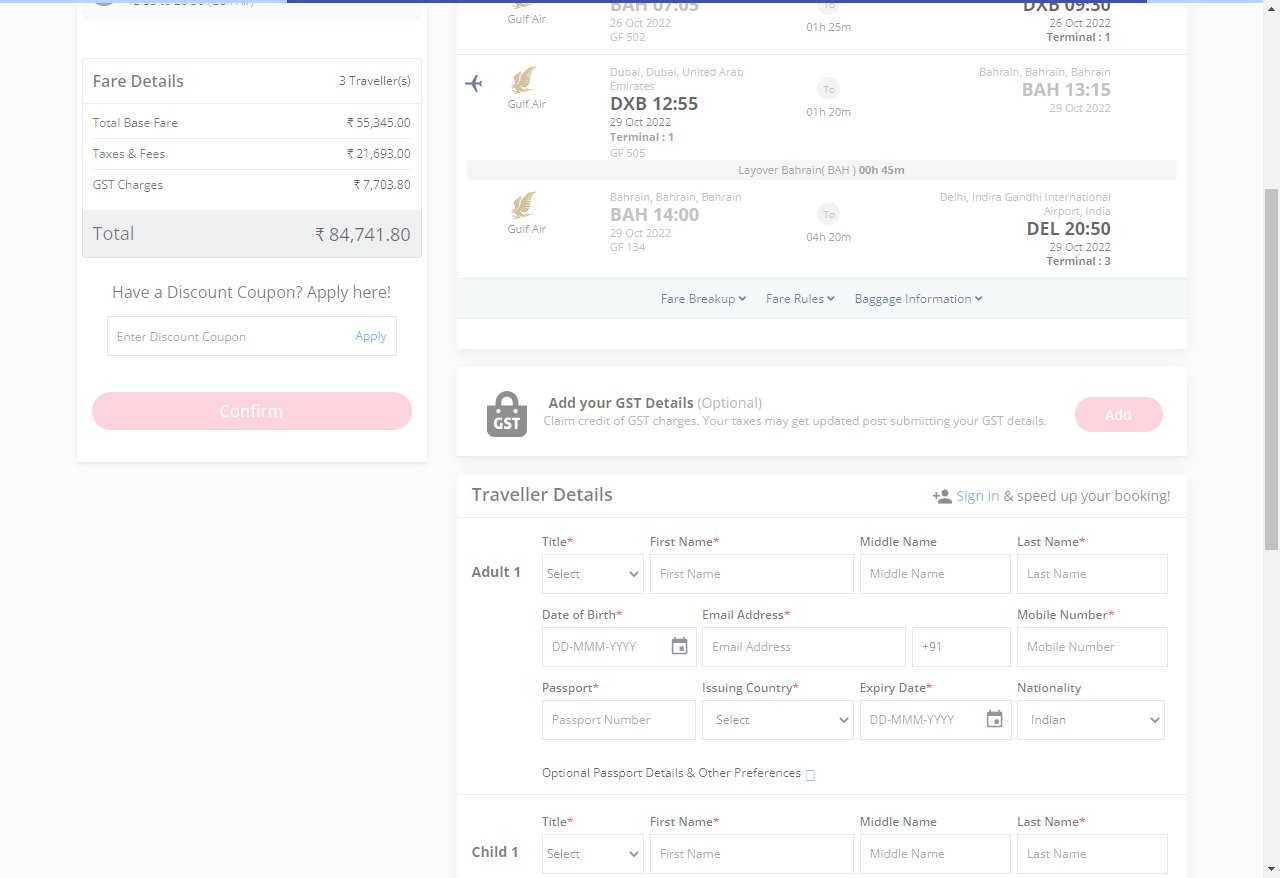 12:55 to 20:50 (Gulf Air)
Fare Details
3 Traveller(s)
Total Base Fare
₹ 55,345.00
Taxes & Fees
₹ 21,693.00
GST Charges
₹ 7,703.80
Total
₹ 84,741.80
Have a Discount Coupon? Apply here!
Enter Discount Coupon
Apply
Confirm
Gulf Air
BAH 07:05
26 Oct 2022
GF 502
To
01h 25m
DXB 09:30
26 Oct 2022
Terminal : 1
Gulf Air
Dubai, Dubai, United Arab
Emirates
DXB 12:55
29 Oct 2022
Terminal : 1
GF 505
To
01h 20m
Bahrain, Bahrain, Bahrain
BAH 13:15
29 Oct 2022
Layover Bahrain( BAH ) 00h 45m
Gulf Air
Bahrain, Bahrain, Bahrain
BAH 14:00
29 Oct 2022
GF 134
To
04h 20m
Delhi, Indira Gandhi International
Airport, India
DEL 20:50
29 Oct 2022
Terminal : 3
Fare Breakup
Fare Rules
Baggage Information
GST
Add your GST Details (Optional)
Claim credit of GST charges. Your taxes may get updated post submitting your GST details.
Add
Traveller Details
Sign in & speed up your booking!
Adult 1
Title*
First Name*
Middle Name
Last Name*
Select
First Name
Middle Name
Last Name
Date of Birth*
Email Address*
Mobile Number*
DD-MMM-YYYY
Email Address
+91
Mobile Number
Passport*
Issuing Country*
Expiry Date*
Nationality
Passport Number
Select
DD-MMM-YYYY
Indian
Optional Passport Details & Other Preferences
Child 1
Title*
First Name*
Middle Name
Last Name*
Select
First Name
Middle Name
Last Name